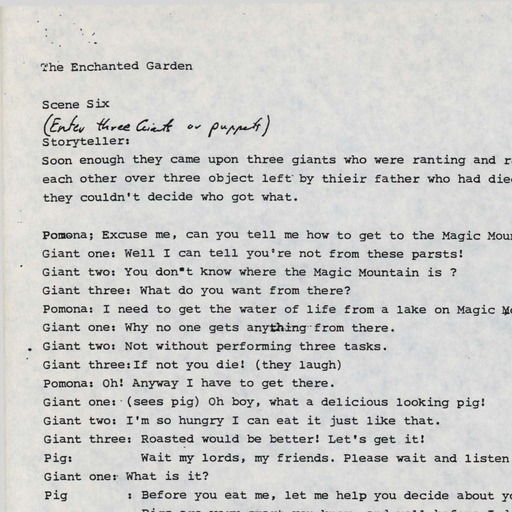 The Enchanted Garden
Scene Six
(Enter three Giants or puppets)
Storyteller:
Soon enough they came upon three giants who were ranting and r
each other over three object left by thieir father who had die
they couldn't decide who got what.
Pomona; Excuse me, can you tell me how to get to the Magic Mou
Giant one: Well I can tell you're not from these parsts!
Giant two: You don"t know where the Magic Mountain is ?
Giant three: What do you want from there?
Pomona: I need to get the water of life from a lake on Magic Mo
Giant one: Why no one gets anything from there.
Giant two: Not without performing three tasks.
Giant three:If not you die! (they laugh)
Pomona: Oh! Anyway I have to get there.
Giant one: (sees pig) Oh boy, what a delicious looking pig!
Giant two: I'm so hungry I can eat it just like that.
Giant three: Roasted would be better! Let's get it!
Pig: Wait my lords, my friends. Please wait and listen
Giant one: What is it?
Pig : Before you eat me, let me help you decide about yo